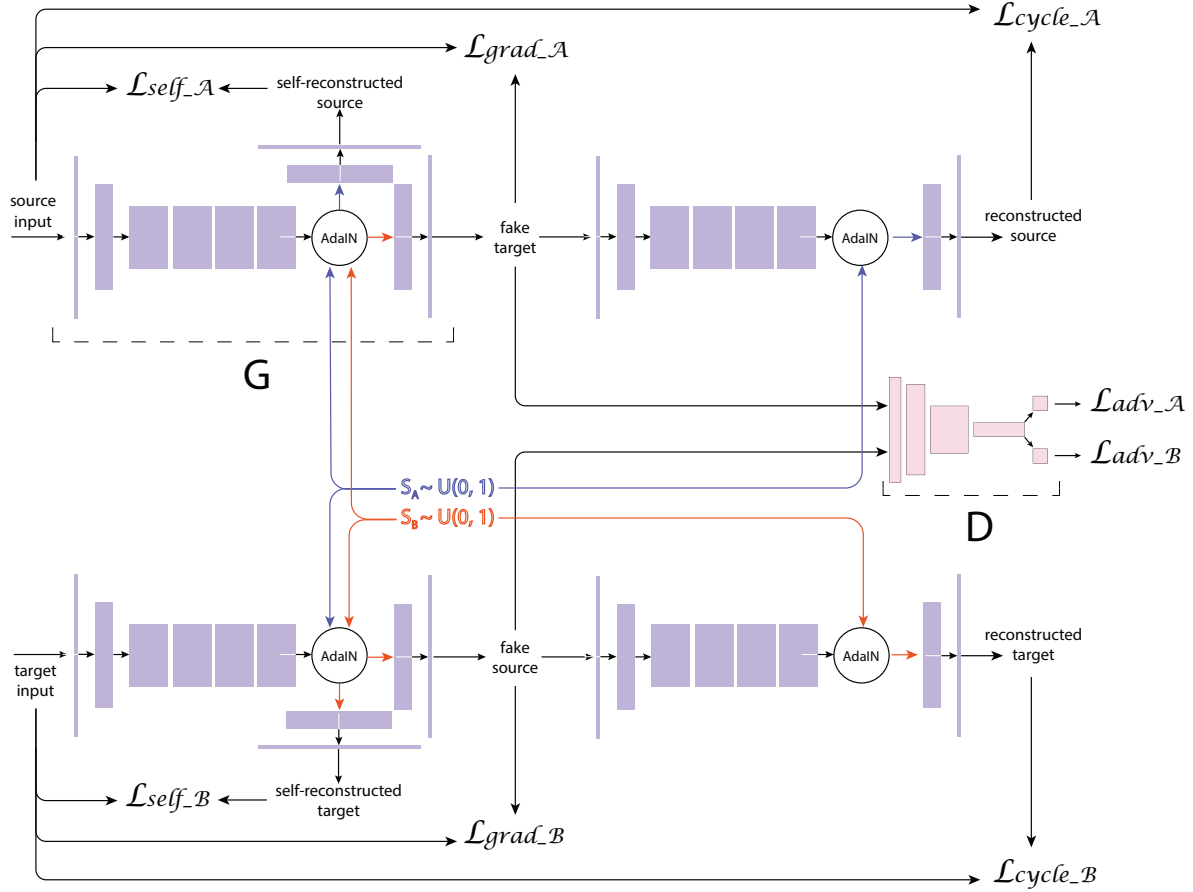 Lcycle_A
Lgrad_A
Lself_A
self-reconstructed
source
source
input
AdaIN
fake
target
AdaIN
reconstructed
source
G
Ladv_A
Ladv_B
S_A ~ U(0, 1)
S_B ~ U(0, 1)
D
target
input
AdaIN
fake
source
AdaIN
reconstructed
target
Lself_B
self-reconstructed
target
Lgrad_B
Lcycle_B